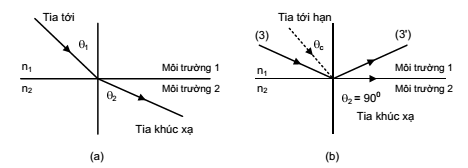 Tia tới
θ1
n1
Môi trường 1
n2
Môi trường 2
θ2
Tia khúc xạ
(a)
Tia tới hạn
(3)
(3')
θc
n1
Môi trường 1
n2
Môi trường 2
θ2 = 90⁰
Tia khúc xạ
(b)